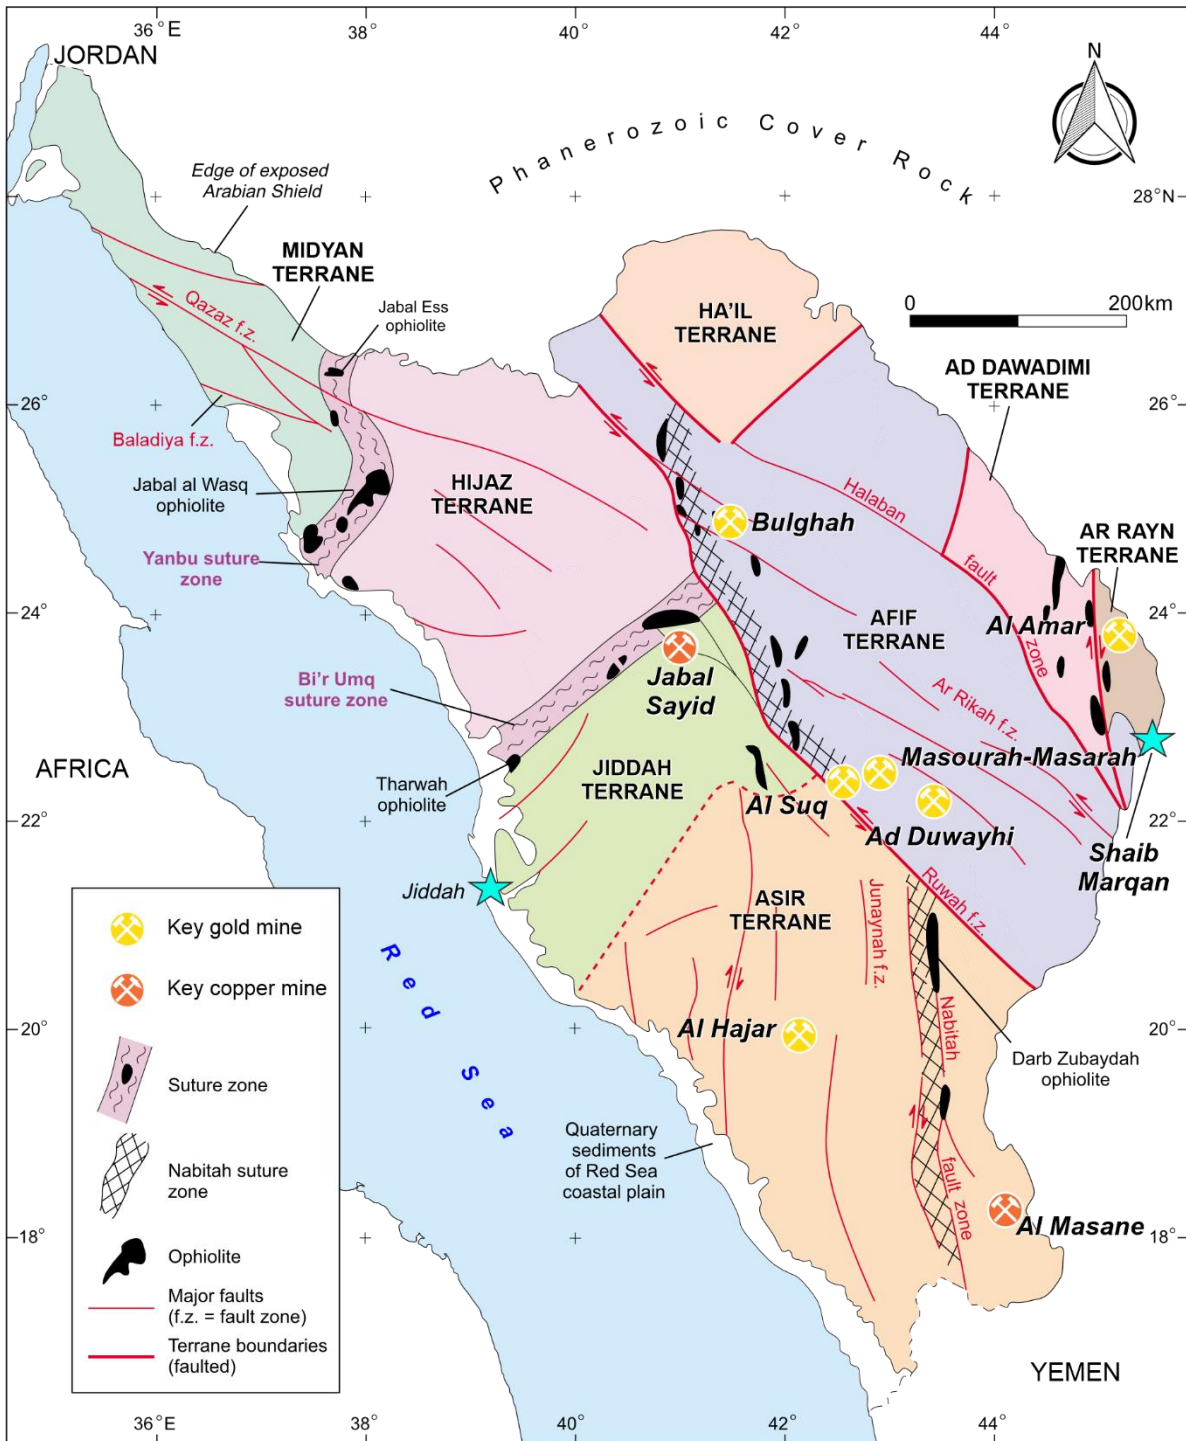 36°E
38°
40°
42°
44°
JORDAN
N
Phanerozoic Cover Rock
Edge of exposed
Arabian Shield
28°N
MIDYAN
TERRANE
Qazaz f.z.
Jabal Ess
ophiolite
HA'IL
TERRANE
0
200km
AD DAWADIMI
TERRANE
26°
26°
Baladiya f.z.
Jabal al Wasq
ophiolite
HIJAZ
TERRANE
Halaban
fault
zone
Bulghah
AR RAYN
TERRANE
Yanbu suture
zone
24°
24°
AFIF
TERRANE
Al Amar
Bi'r Umq
suture zone
Jabal
Sayid
Ar Rikah f.z.
AFRICA
Masourah-Masarah
Tharwah
ophiolite
JIDDAH
TERRANE
Al Suq
22°
22°
Ad Duwayhi
Shaib
Marqan
Jiddah
Ruwah f.z.
ASIR
TERRANE
Junaynah f.z.
Red Sea
20°
20°
Al Hajar
Nabitah
fault
zone
Darb Zubaydah
ophiolite
Quaternary
sediments
of Red Sea
coastal plain
Al Masane
18°
18°
YEMEN
Key gold mine
Key copper mine
Suture zone
Nabitah suture
zone
Ophiolite
Major faults
(f.z. = fault zone)
Terrane boundaries
(faulted)
36°E
38°
40°
42°
44°